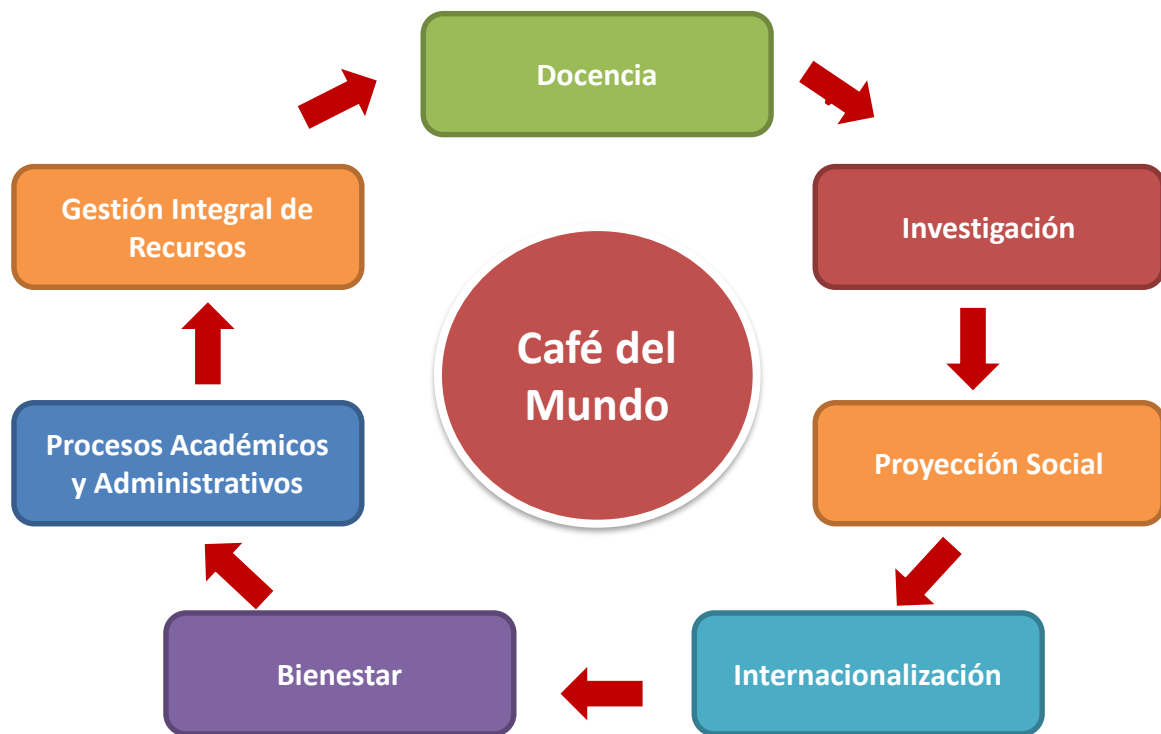 Docencia
Gestión Integral de
Recursos
Investigación
Café del
Mundo
Procesos Académicos
y Administrativos
Proyección Social
Bienestar
Internacionalización